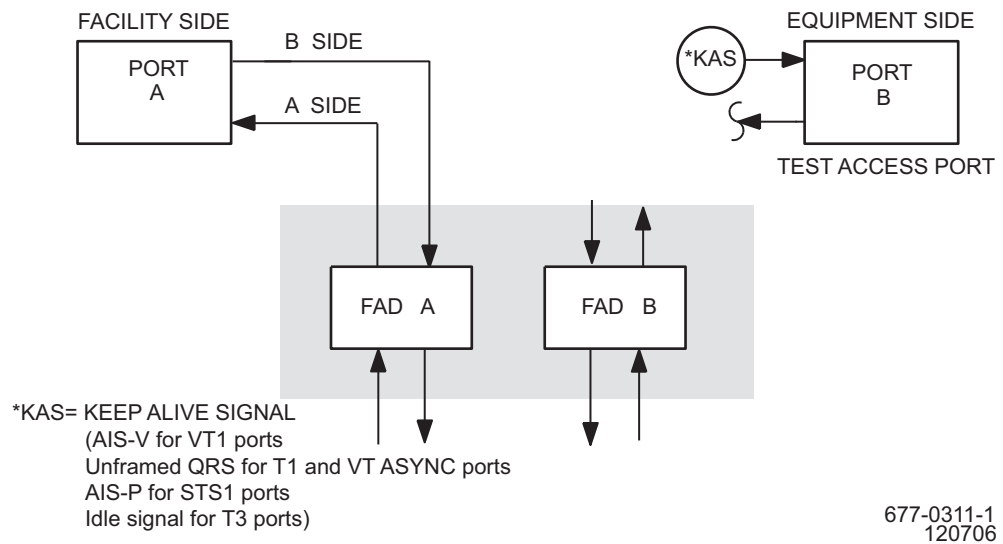 FACILITY SIDE
PORT
A
B SIDE
A SIDE
EQUIPMENT SIDE
*KAS
PORT
B
TEST ACCESS PORT
FAD A
FAD B
*KAS= KEEP ALIVE SIGNAL
(AIS-V for VT1 ports
Unframed QRS for T1 and VT ASYNC ports
AIS-P for STS1 ports
Idle signal for T3 ports)
677-0311-1
120706